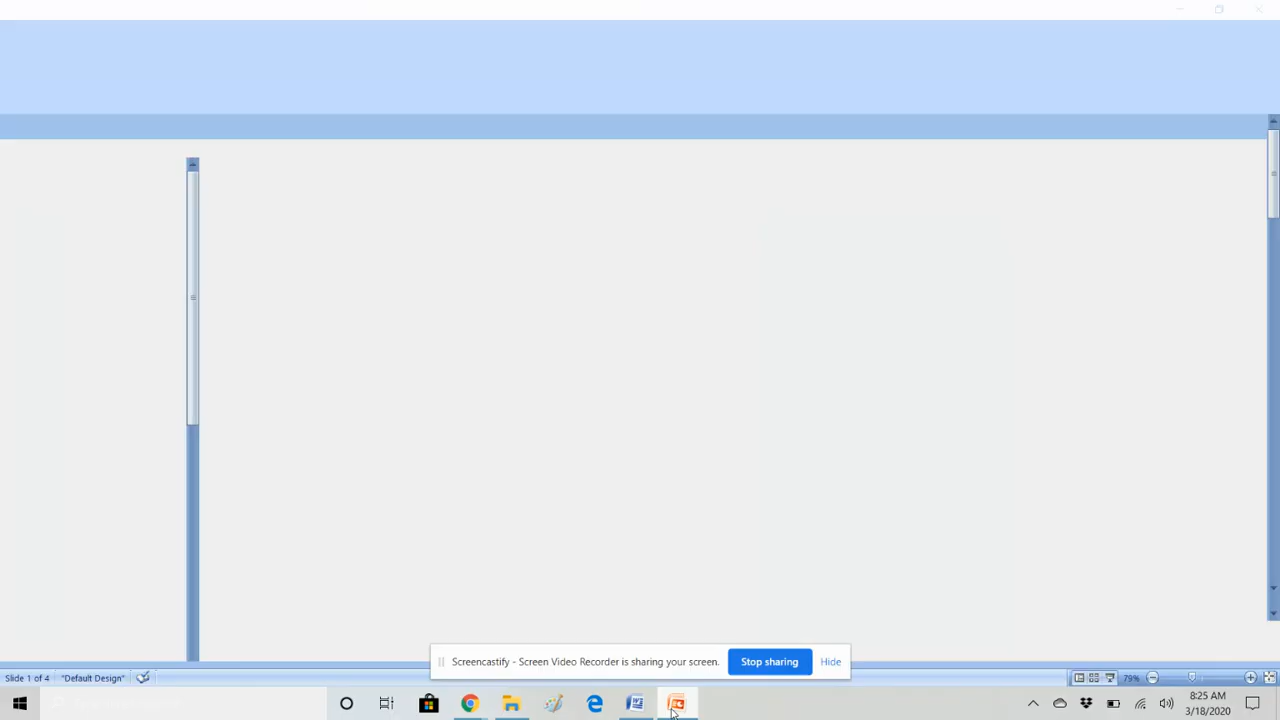 Screencastify - Screen Video Recorder is sharing your screen.
Stop sharing
Hide
Slide 1 of 4
"Default Design"
79%
8:25 AM
3/18/2020